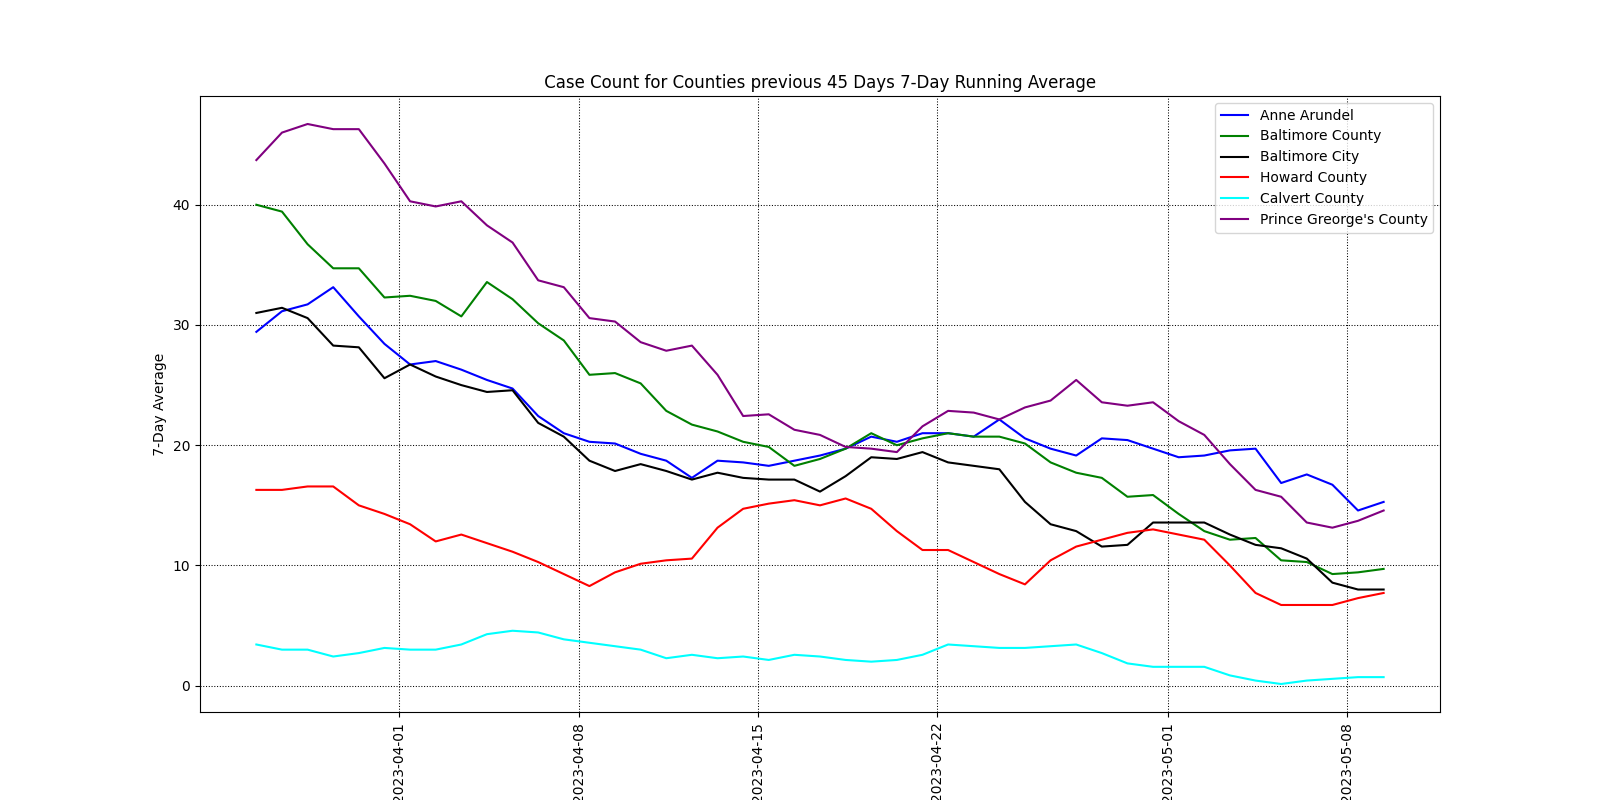 Case Count for Counties previous 45 Days 7-Day Running Average
Anne Arundel
Baltimore County
Baltimore City
Howard County
Calvert County
Prince Greorge's County
7-Day Average
40
30
20
10
0
2023-04-01
2023-04-08
2023-04-15
2023-04-22
2023-05-01
2023-05-08